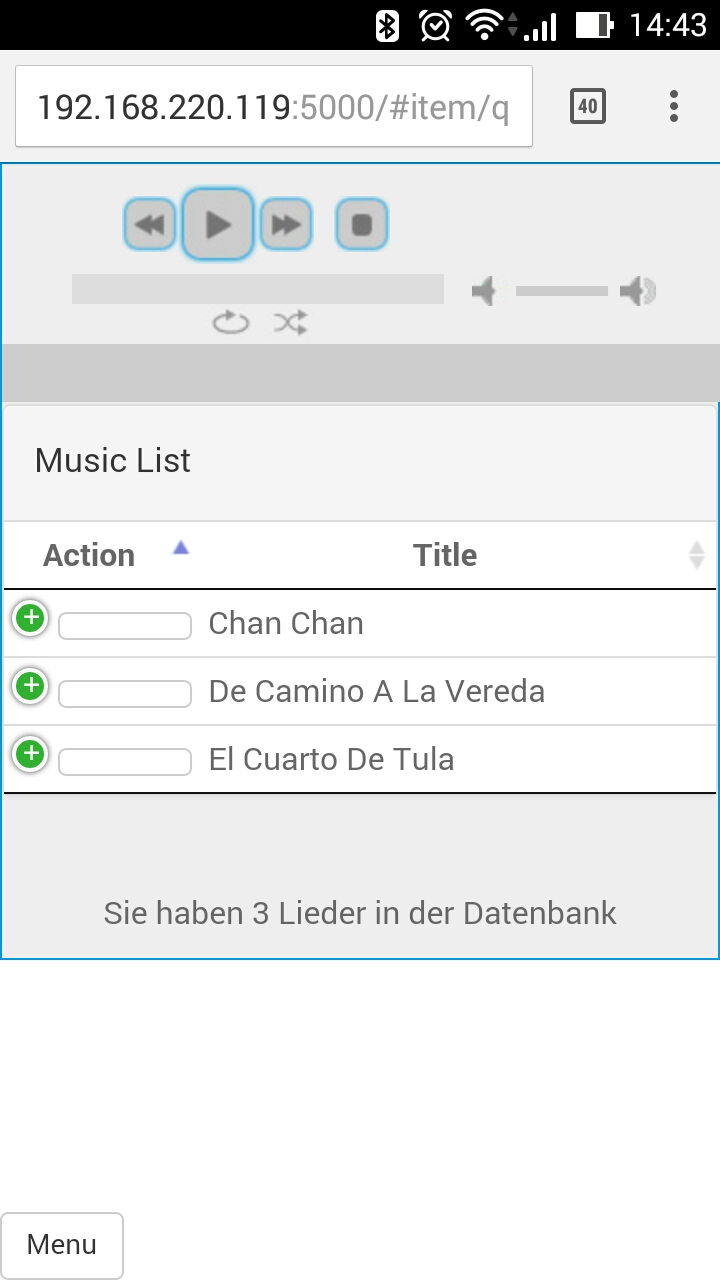 14:43
192.168.220.119:5000/#item/q
40
Music List
Action Title
Chan Chan
De Camino A La Vereda
El Cuarto De Tula
Sie haben 3 Lieder in der Datenbank
Menu